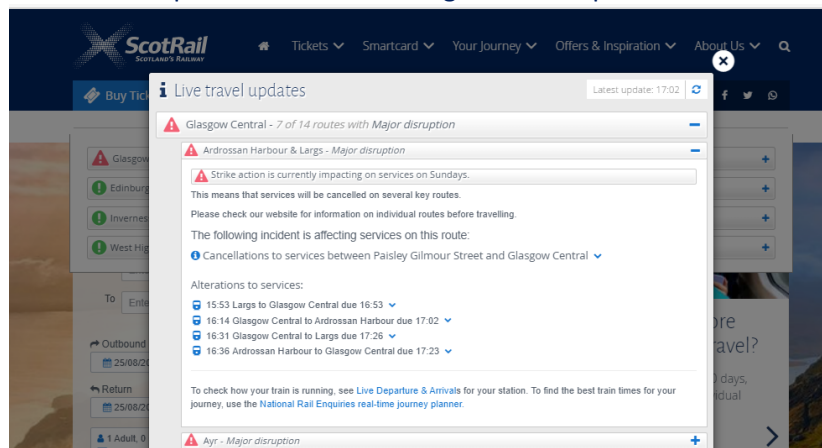 ScotRail
SCOTLAND'S RAILWAY
Tickets
Smartcard
Your Journey
Offers & Inspiration
About Us
Buy Tick
Live travel updates
Latest update: 17:02
Glasgow Central - 7 of 14 routes with Major disruption
Ardrossan Harbour & Largs - Major disruption
Strike action is currently impacting on services on Sundays.
This means that services will be cancelled on several key routes.
Please check our website for information on individual routes before travelling.
The following incident is affecting services on this route:
Cancellations to services between Paisley Gilmour Street and Glasgow Central
Alterations to services:
15:53 Largs to Glasgow Central due 16:53
16:14 Glasgow Central to Ardrossan Harbour due 17:02
16:31 Glasgow Central to Largs due 17:26
16:36 Ardrossan Harbour to Glasgow Central due 17:23
To check how your train is running, see Live Departure & Arrivals for your station. To find the best train times for your
journey, use the National Rail Enquiries real-time journey planner.
Ayr - Major disruption
Glasgow
Edinburg
Invernes
West Hig
To
Ente
Outbound
25/08/20
Return
25/08/20
1 Adult, 0
ore
ravel?
0 days,
vidual